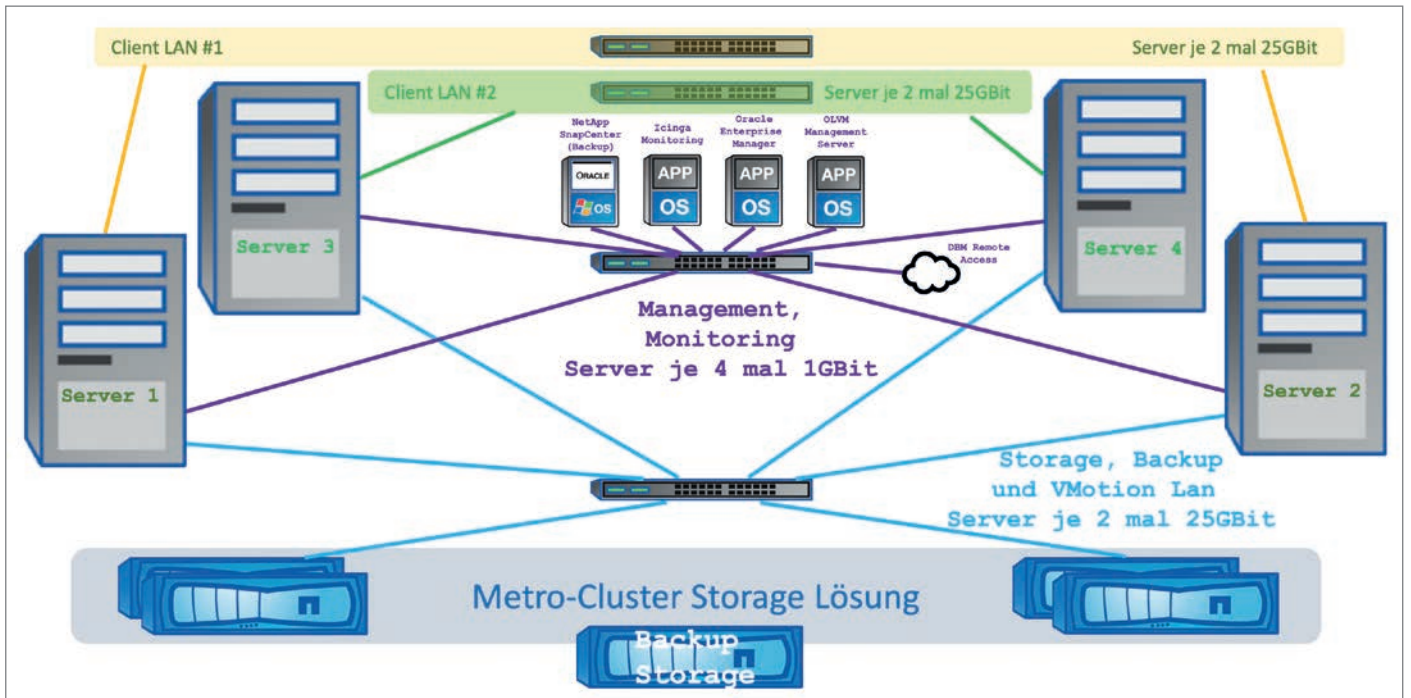 Client LAN #1
Server je 2 mal 25GBit
Client LAN #2
Server je 2 mal 25GBit
NetApp
SnapCenter
(Backup)
Icinga
Monitoring
Oracle
Enterprise
Manager
OLVM
Management
Server
ORACLE
OS
APP
OS
APP
OS
APP
OS
Server 3
Server 4
DBM Remote
Access
Management,
Monitoring
Server je 4 mal 1GBit
Server 1
Server 2
Storage, Backup
und VMotion Lan
Server je 2 mal 25GBit
Metro-Cluster Storage Lösung
Backup
Storage